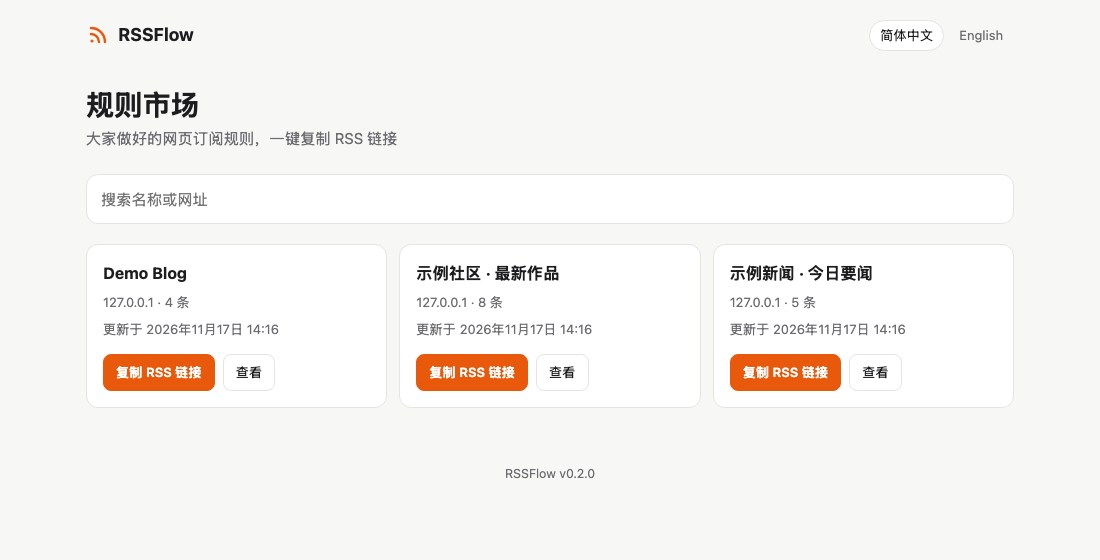 RSSFlow
简体中文 English
规则市场
大家做好的网页订阅规则，一键复制 RSS 链接
搜索名称或网址
Demo Blog
127.0.0.1 · 4 条
更新于 2026年11月17日 14:16
复制 RSS 链接 查看
示例社区 · 最新作品
127.0.0.1 · 8 条
更新于 2026年11月17日 14:16
复制 RSS 链接 查看
示例新闻 · 今日要闻
127.0.0.1 · 5 条
更新于 2026年11月17日 14:16
复制 RSS 链接 查看
RSSFlow v0.2.0